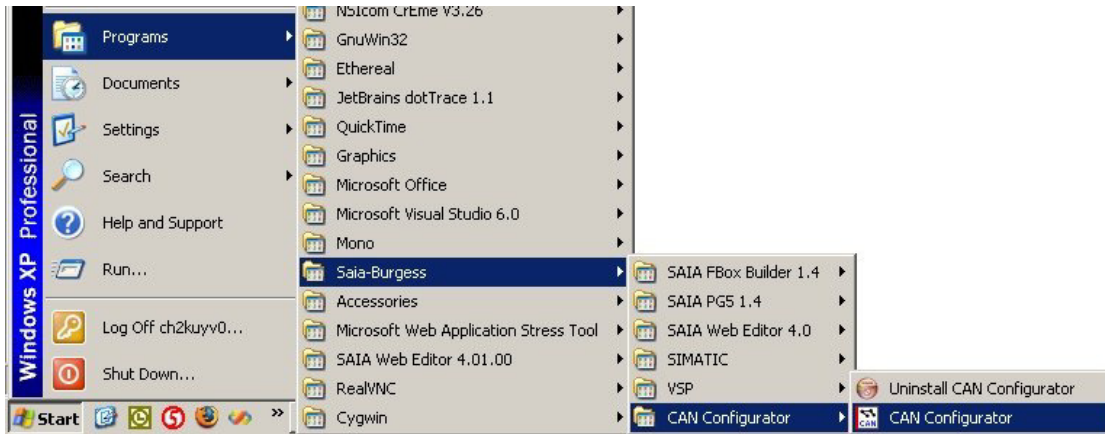 Windows XP Professional
Programs
Documents
Settings
Search
Help and Support
Run...
Log Off ch2kuyv0...
Shut Down...
Start
»
NSIcom CrEme V3.26
GnuWin32
Ethereal
JetBrains dotTrace 1.1
QuickTime
Graphics
Microsoft Office
Microsoft Visual Studio 6.0
Mono
Saia-Burgess
Accessories
Microsoft Web Application Stress Tool
SAIA Web Editor 4.01.00
RealVNC
Cygwin
SAIA FBox Builder 1.4
SAIA PG5 1.4
SAIA Web Editor 4.0
SIMATIC
VSP
CAN Configurator
Uninstall CAN Configurator
CAN
CAN Configurator